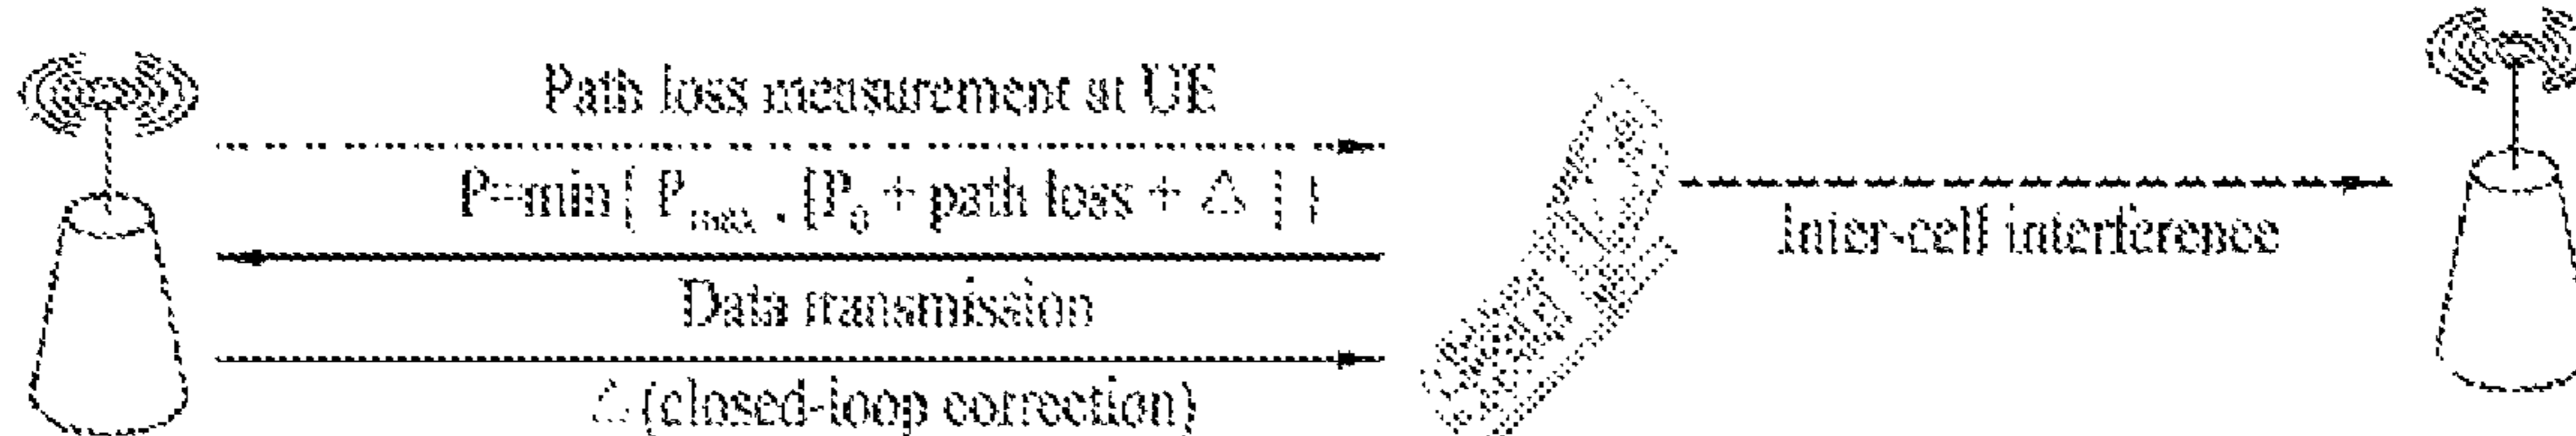 Path loss measurement at UE
P=min{ Pmax , [P0 + path loss + △ ] }
Inter-cell interference
Data transmission
△ (closed-loop correction)